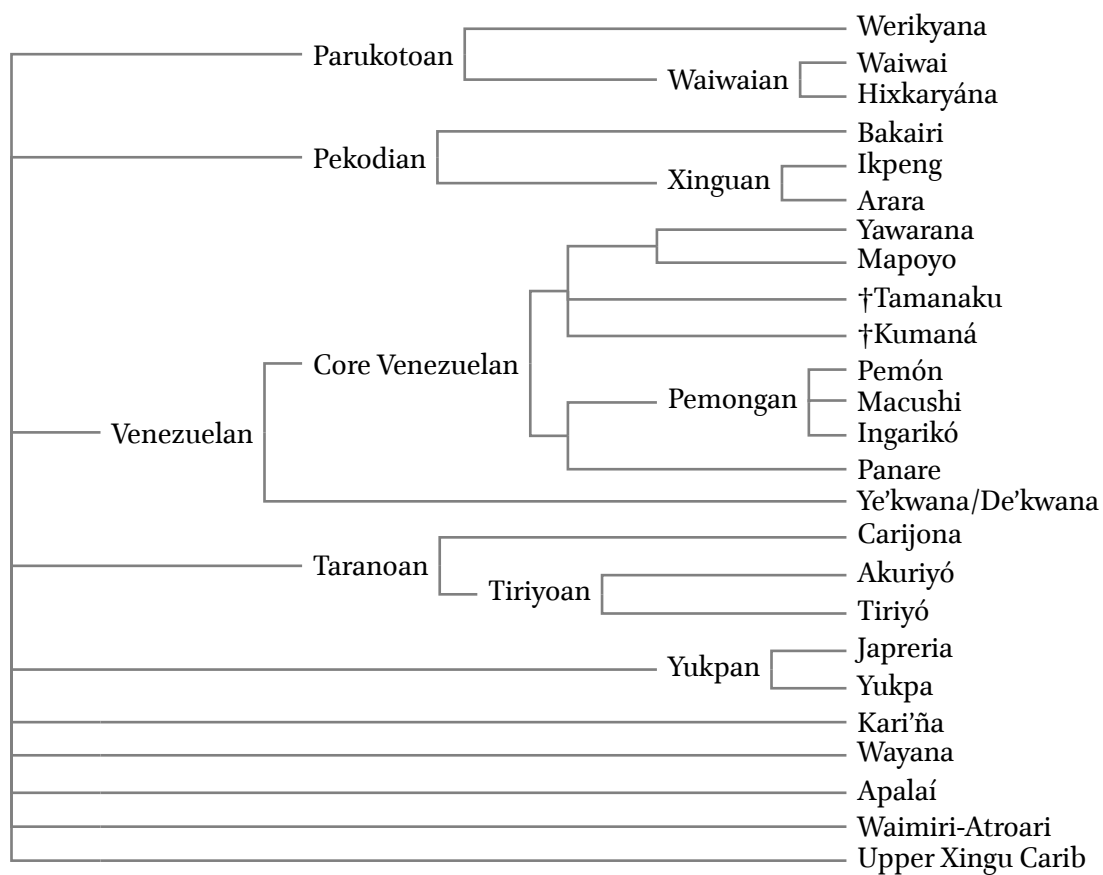 Werikyana
Parukotoan
Waiwai
Waiwaian
Hixkaryána
Bakairi
Pekodian
Ikpeng
Xinguan
Arara
Yawarana
Mapoyo
†Tamanaku
†Kumaná
Core Venezuelan
Pemón
Pemongan
Macushi
Venezuelan
Ingarikó
Panare
Ye’kwana/De’kwana
Carijona
Taranoan
Akuriyó
Tiriyoan
Tiriyó
Japreria
Yukpan
Yukpa
Kari’ña
Wayana
Apalaí
Waimiri-Atroari
Upper Xingu Carib